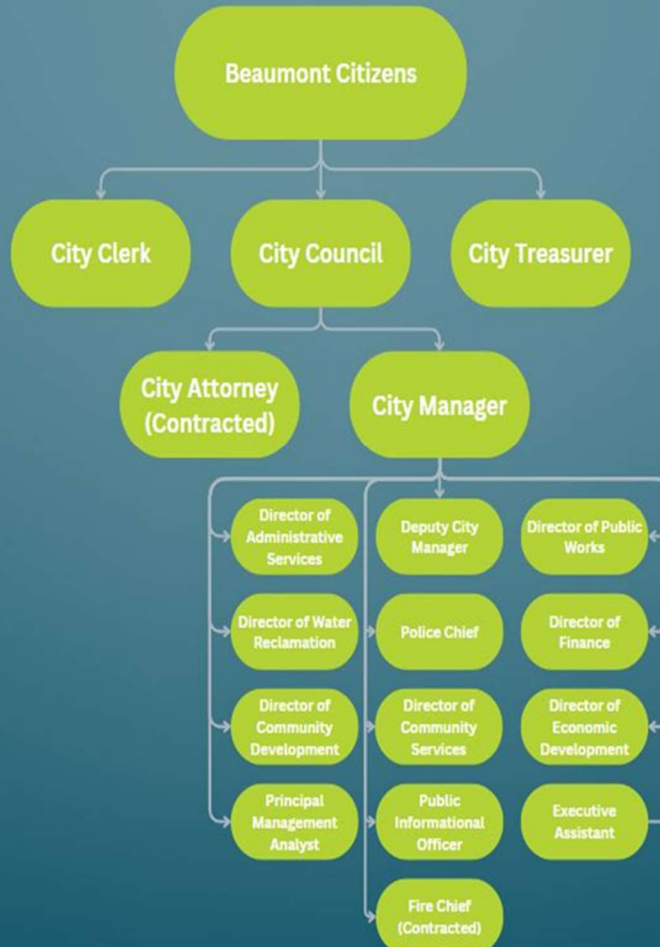 Beaumont Citizens
City Clerk
City Council
City Treasurer
City Attorney
(Contracted)
City Manager
Director of
Administrative
Services
Deputy City
Manager
Director of Public
Works
Director of Water
Reclamation
Police Chief
Director of
Finance
Director of
Community
Development
Director of
Community
Services
Director of
Economic
Development
Principal
Management
Analyst
Public
Informational
Officer
Executive
Assistant
Fire Chief
(Contracted)